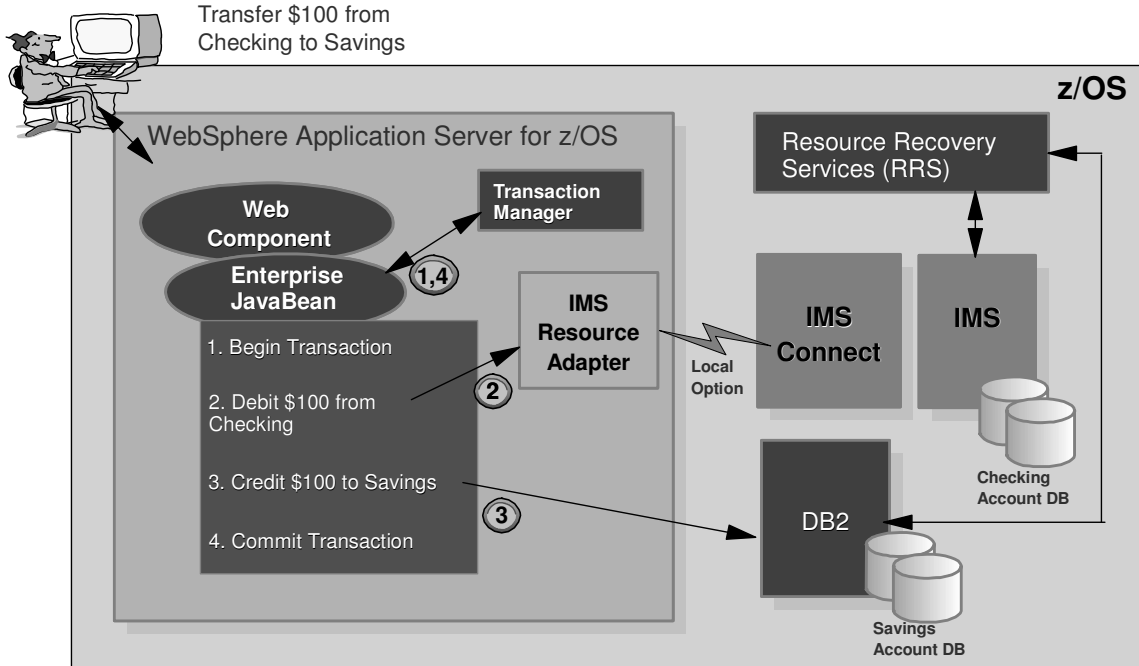 Transfer $100 from
Checking to Savings
z/OS
WebSphere Application Server for z/OS
Resource Recovery
Services (RRS)
Transaction
Manager
Web
Component
Enterprise
JavaBean
1,4
IMS
Resource
Adapter
IMS
Connect
IMS
1. Begin Transaction
Local
Option
2
2. Debit $100 from
Checking
Checking
Account DB
3. Credit $100 to Savings
3
DB2
4. Commit Transaction
Savings
Account DB